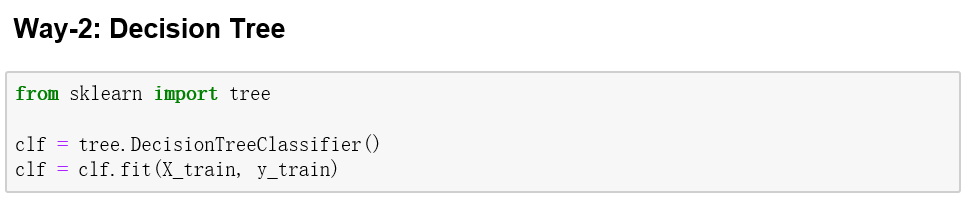 Way-2: Decision Tree
from sklearn import tree
clf = tree.DecisionTreeClassifier()
clf = clf.fit(X_train, y_train)